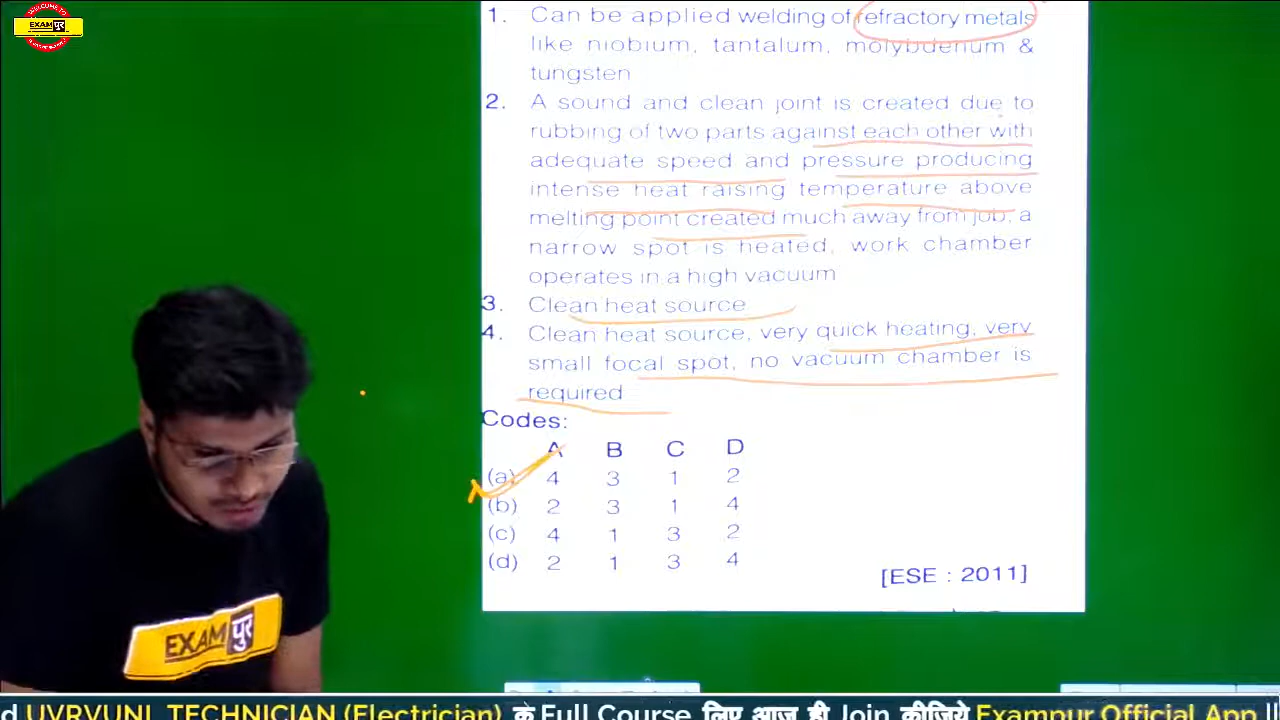 WELCOME TO
EXAMपुर
1. Can be applied welding of refractory metals
like niobium, tantalum, molybdenum &
tungsten
2. A sound and clean joint is created due to
rubbing of two parts against each other with
adequate speed and pressure producing
intense heat raising temperature above
melting point created much away from job, a
narrow spot is heated, work chamber
operates in a high vacuum
3. Clean heat source
4. Clean heat source, very quick heating, very
small focal spot, no vacuum chamber is
required
Codes:
A B C D
(a) 4 3 1 2
(b) 2 3 1 4
(c) 4 1 3 2
(d) 2 1 3 4
[ESE : 2011]
EXAMपुर
d UVRVUNL TECHNICIAN (Electrician) के Full Course लिए आज ही Join कीजिये Exampur Official App ||